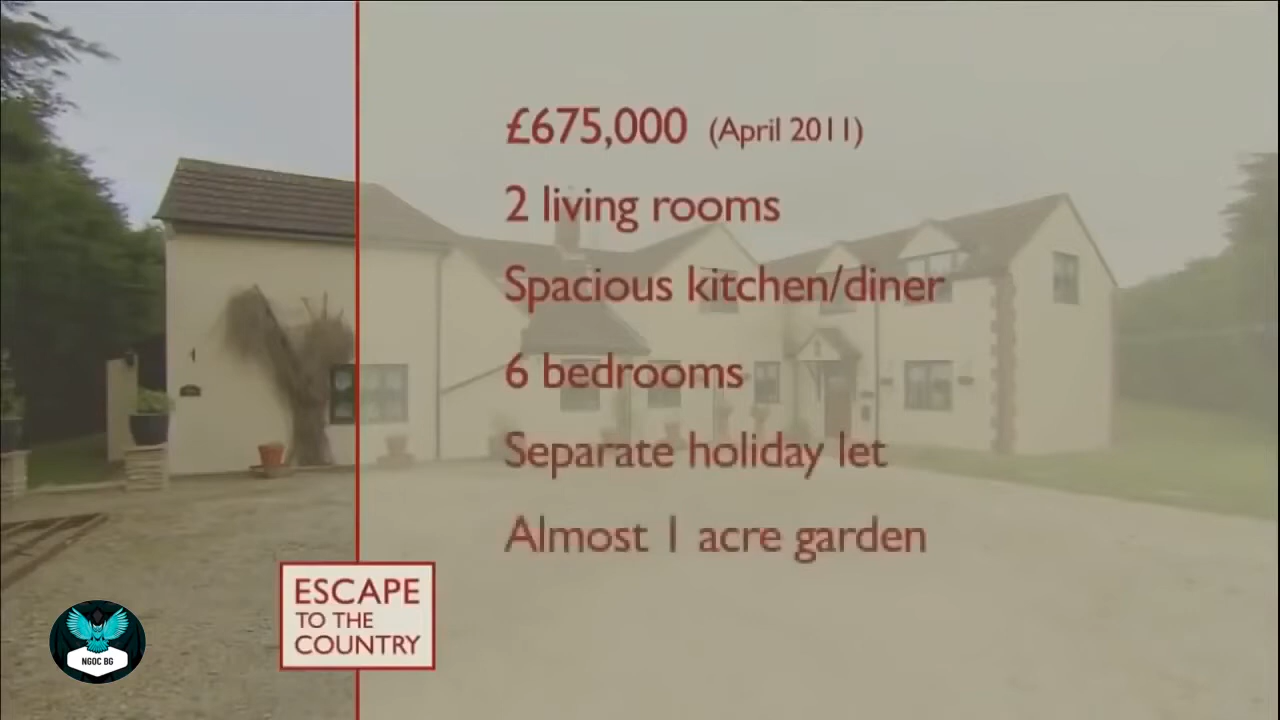 £675,000 (April 2011)
2 living rooms
Spacious kitchen/diner
6 bedrooms
Separate holiday let
Almost 1 acre garden
ESCAPE
TO THE
COUNTRY
NGOC BG